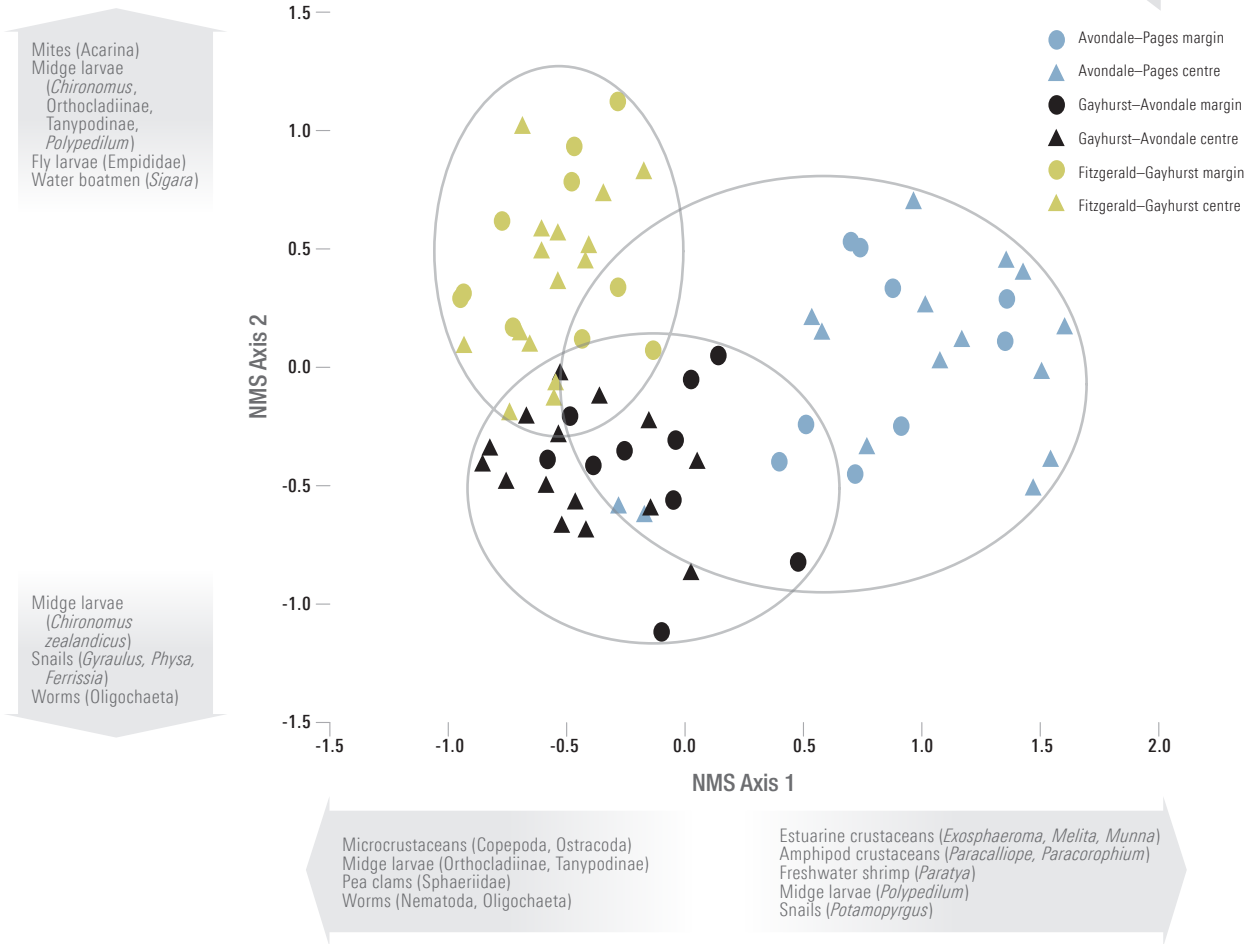 Mites (Acarina)
Midge larvae
(Chironomus,
Orthocladiinae,
Tanypodinae,
Polypedilum)
Fly larvae (Empididae)
Water boatmen (Sigara)
Midge larvae
(Chironomus
zealandicus)
Snails (Gyraulus, Physa,
Ferrissia)
Worms (Oligochaeta)
NMS Axis 2
1.5
1.0
0.5
0.0
-0.5
-1.0
-1.5
Avondale–Pages margin
Avondale–Pages centre
Gayhurst–Avondale margin
Gayhurst–Avondale centre
Fitzgerald–Gayhurst margin
Fitzgerald–Gayhurst centre
-1.5 -1.0 -0.5 0.0 0.5 1.0 1.5 2.0
NMS Axis 1
Microcrustaceans (Copepoda, Ostracoda)
Midge larvae (Orthocladiinae, Tanypodinae)
Pea clams (Sphaeriidae)
Worms (Nematoda, Oligochaeta)
Estuarine crustaceans (Exosphaeroma, Melita, Munna)
Amphipod crustaceans (Paracalliope, Paracorophium)
Freshwater shrimp (Paratya)
Midge larvae (Polypedilum)
Snails (Potamopyrgus)